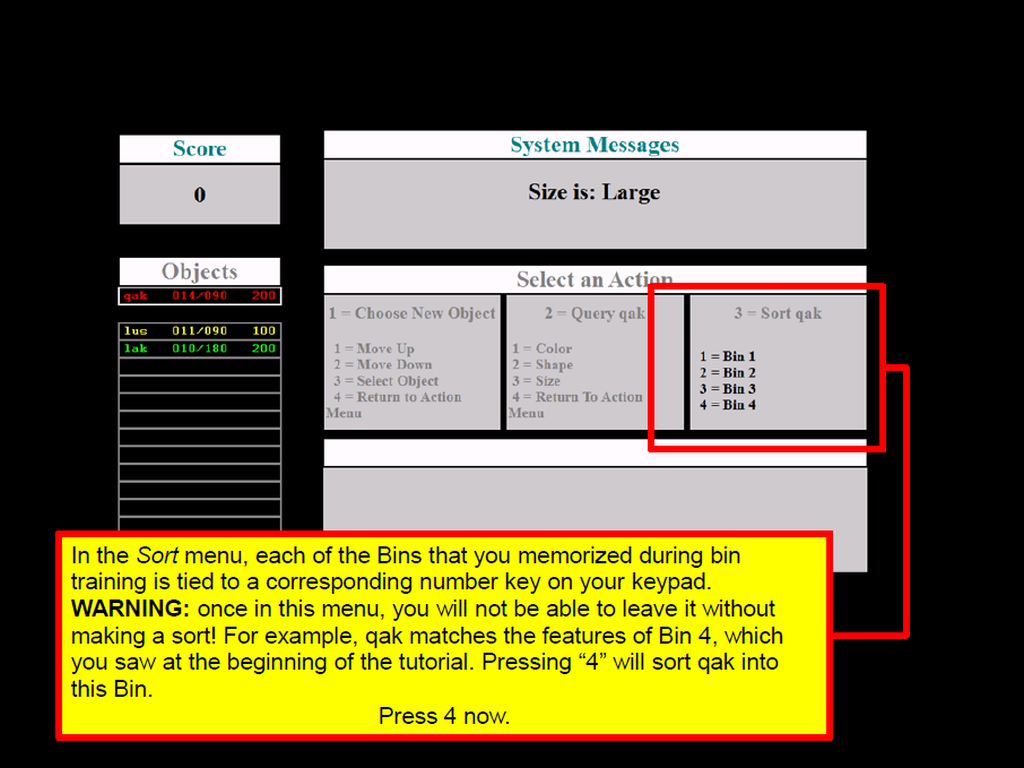 Score
0
System Messages
Size is: Large
Objects
qak 014/090 200
lus 011/090 100
lak 010/180 200
Select an Action
1 = Choose New Object
1 = Move Up
2 = Move Down
3 = Select Object
4 = Return to Action
Menu
2 = Query qak
1 = Color
2 = Shape
3 = Size
4 = Return To Action
Menu
3 = Sort qak
1 = Bin 1
2 = Bin 2
3 = Bin 3
4 = Bin 4
In the Sort menu, each of the Bins that you memorized during bin
training is tied to a corresponding number key on your keypad.
WARNING: once in this menu, you will not be able to leave it without
making a sort! For example, qak matches the features of Bin 4, which
you saw at the beginning of the tutorial. Pressing “4” will sort qak into
this Bin.
Press 4 now.